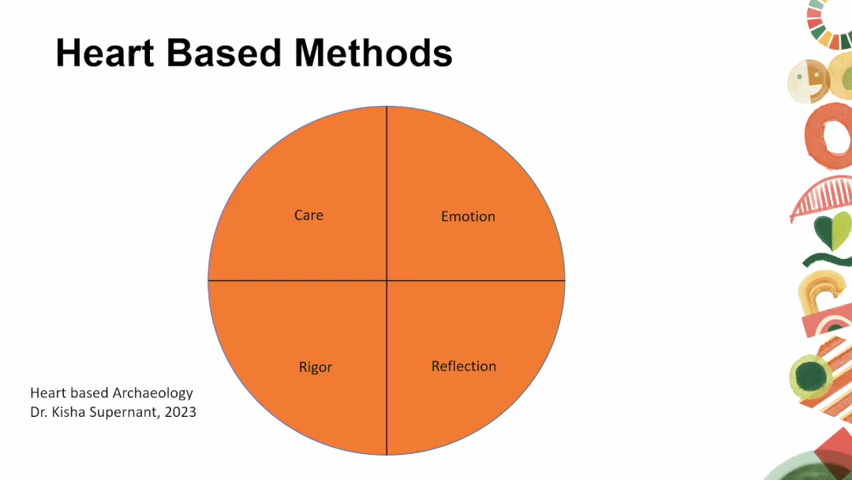 Heart Based Methods
Care
Emotion
Rigor
Reflection
Heart based Archaeology
Dr. Kisha Supernant, 2023